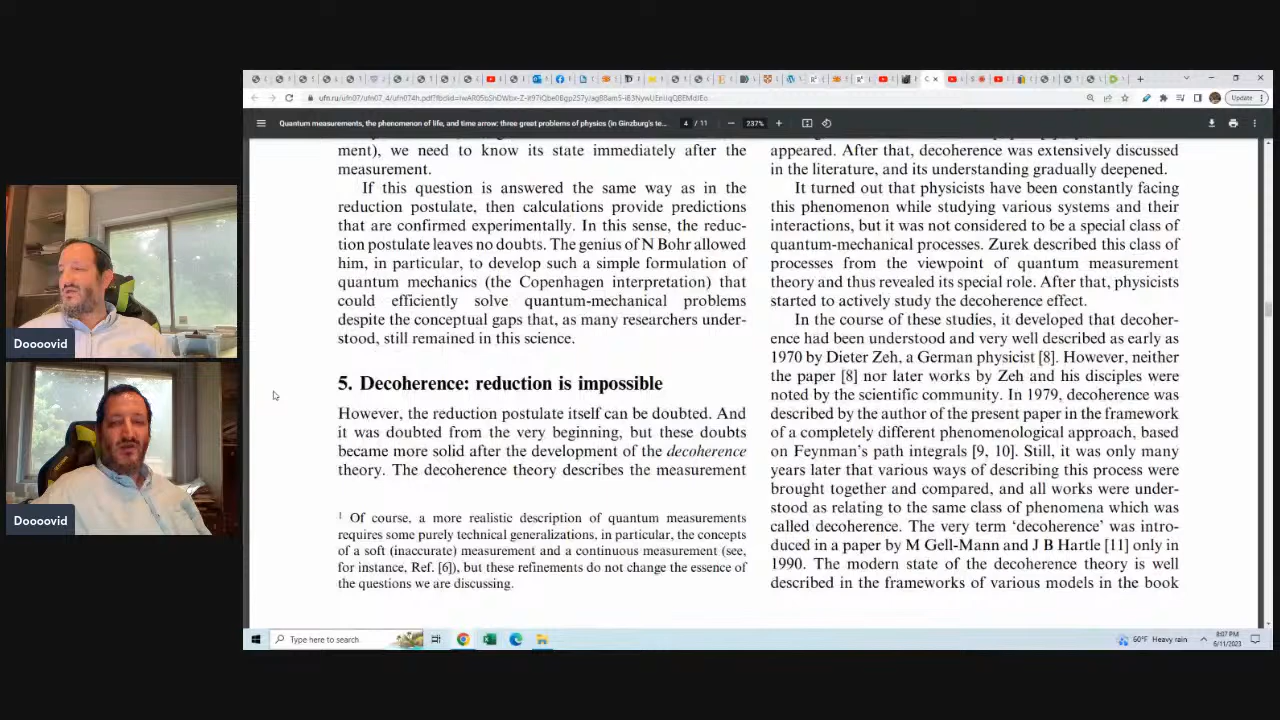 Update
Quantum measurements, the phenomenon of life, and time arrow: three great problems of physics (in Ginzburg's te...
4 / 11
237%
ment), we need to know its state immediately after the
measurement.
If this question is answered the same way as in the
reduction postulate, then calculations provide predictions
that are confirmed experimentally. In this sense, the reduc-
tion postulate leaves no doubts. The genius of N Bohr allowed
him, in particular, to develop such a simple formulation of
quantum mechanics (the Copenhagen interpretation) that
could efficiently solve quantum-mechanical problems
despite the conceptual gaps that, as many researchers under-
stood, still remained in this science.
5. Decoherence: reduction is impossible
However, the reduction postulate itself can be doubted. And
it was doubted from the very beginning, but these doubts
became more solid after the development of the decoherence
theory. The decoherence theory describes the measurement
1 Of course, a more realistic description of quantum measurements
requires some purely technical generalizations, in particular, the concepts
of a soft (inaccurate) measurement and a continuous measurement (see,
for instance, Ref. [6]), but these refinements do not change the essence of
the questions we are discussing.
appeared. After that, decoherence was extensively discussed
in the literature, and its understanding gradually deepened.
It turned out that physicists have been constantly facing
this phenomenon while studying various systems and their
interactions, but it was not considered to be a special class of
quantum-mechanical processes. Zurek described this class of
processes from the viewpoint of quantum measurement
theory and thus revealed its special role. After that, physicists
started to actively study the decoherence effect.
In the course of these studies, it developed that decoher-
ence had been understood and very well described as early as
1970 by Dieter Zeh, a German physicist [8]. However, neither
the paper [8] nor later works by Zeh and his disciples were
noted by the scientific community. In 1979, decoherence was
described by the author of the present paper in the framework
of a completely different phenomenological approach, based
on Feynman's path integrals [9, 10]. Still, it was only many
years later that various ways of describing this process were
brought together and compared, and all works were under-
stood as relating to the same class of phenomena which was
called decoherence. The very term 'decoherence' was intro-
duced in a paper by M Gell-Mann and J B Hartle [11] only in
1990. The modern state of the decoherence theory is well
described in the frameworks of various models in the book
Doooovid
Doooovid
Type here to search
60°F Heavy rain
8:07 PM
6/11/2023